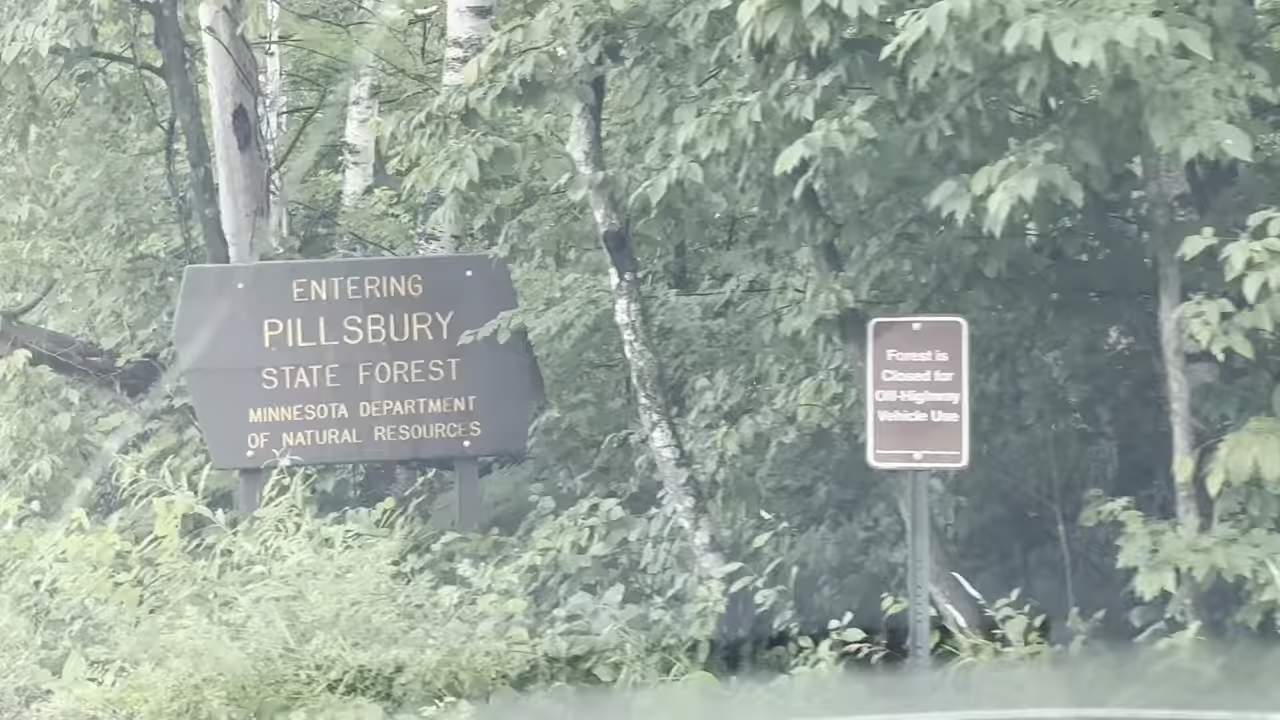 ENTERING
PILLSBURY
STATE FOREST
MINNESOTA DEPARTMENT
OF NATURAL RESOURCES
Forest is
Closed for
Off-Highway
Vehicle Use